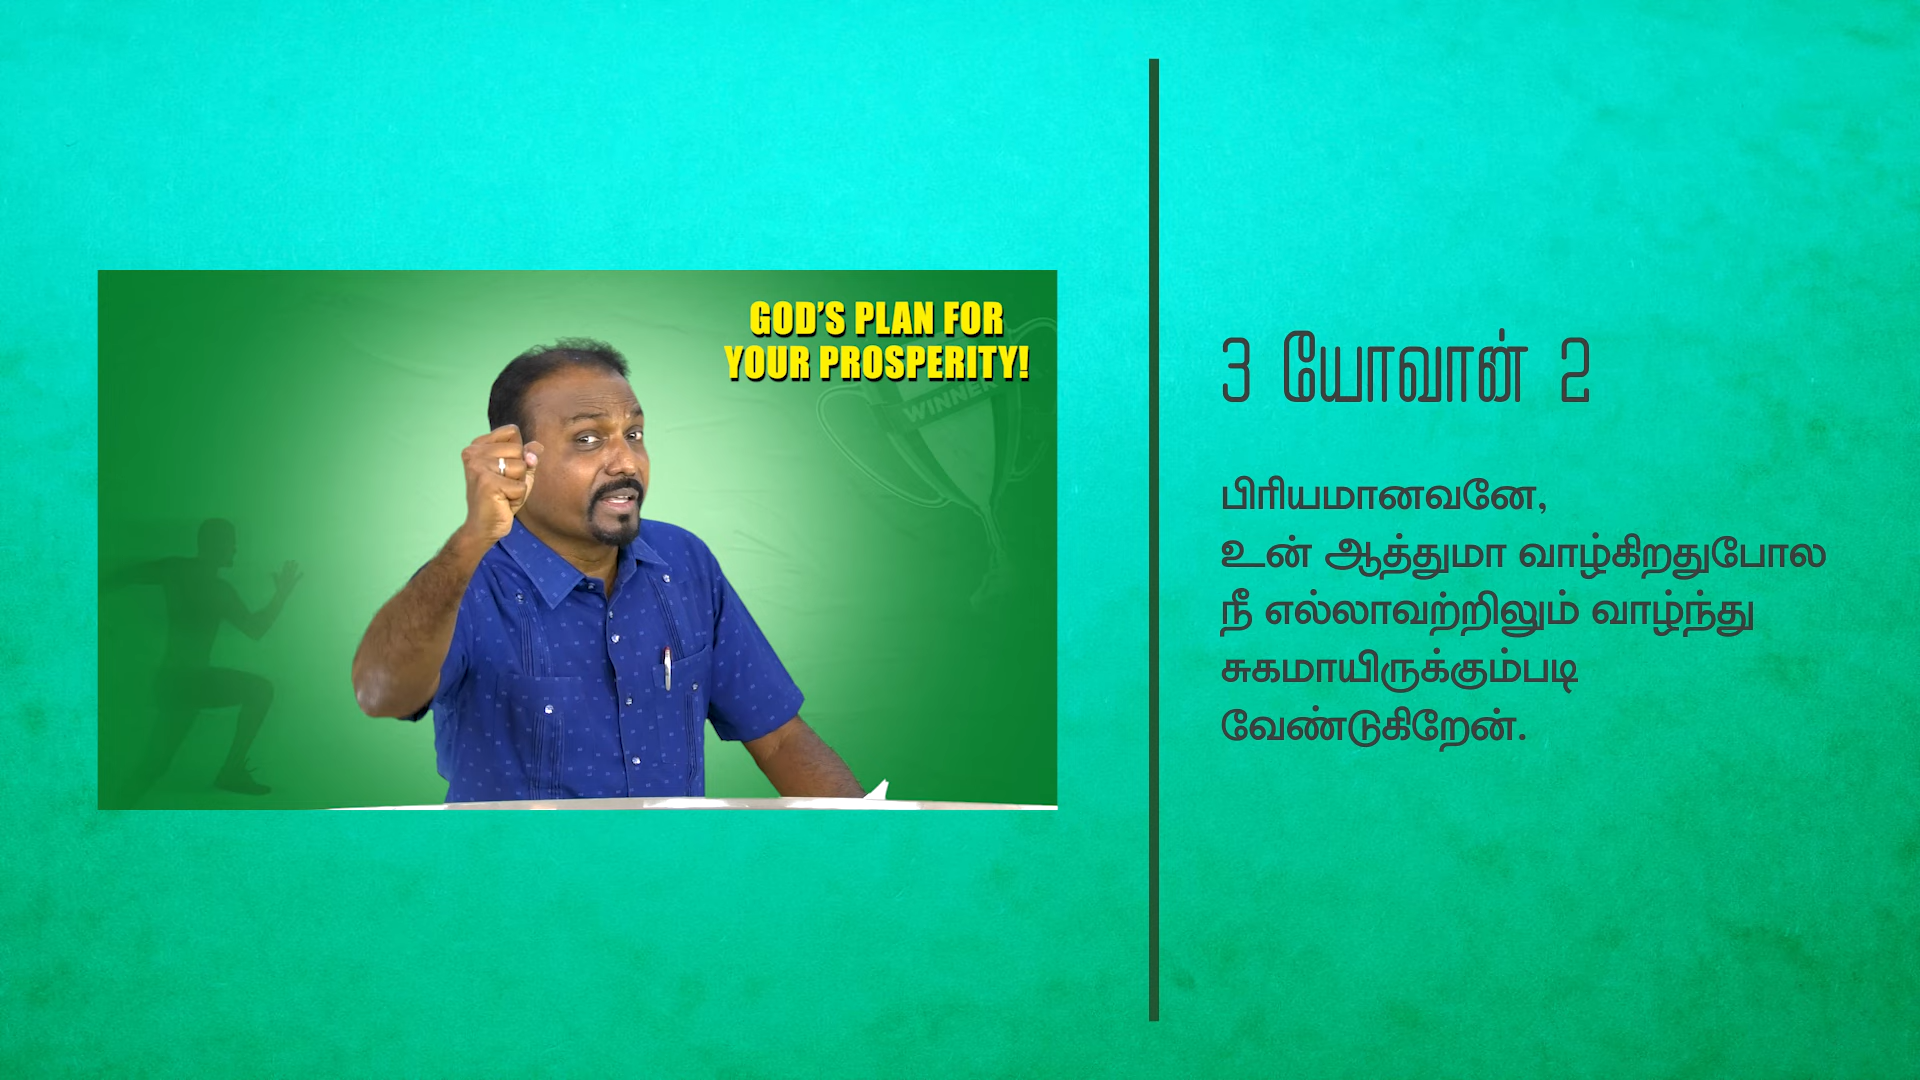 GOD'S PLAN FOR
YOUR PROSPERITY!
WINNER
3 யோவான் 2
பிரியமானவனே,
உன் ஆத்துமா வாழ்கிறதுபோல
நீ எல்லாவற்றிலும் வாழ்ந்து
சுகமாயிருக்கும்படி
வேண்டுகிறேன்.